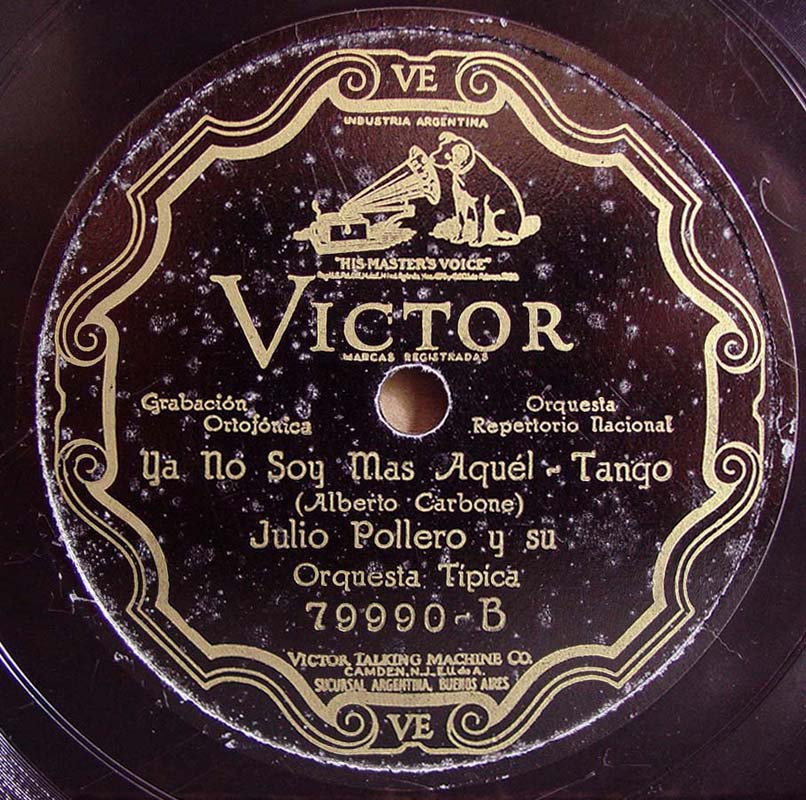 VE
INDUSTRIA ARGENTINA
"HIS MASTER'S VOICE"
VICTOR
MARCAS REGISTRADAS
Grabación Ortofónica
Orquesta Repertorio Nacional
Ya No Soy Mas Aquél - Tango
(Alberto Carbone)
Julio Pollero y su
Orquesta Típica
79990-B
VICTOR TALKING MACHINE CO.
CAMDEN, N.J., E.U. de A.
SUCURSAL ARGENTINA, BUENOS AIRES
VE